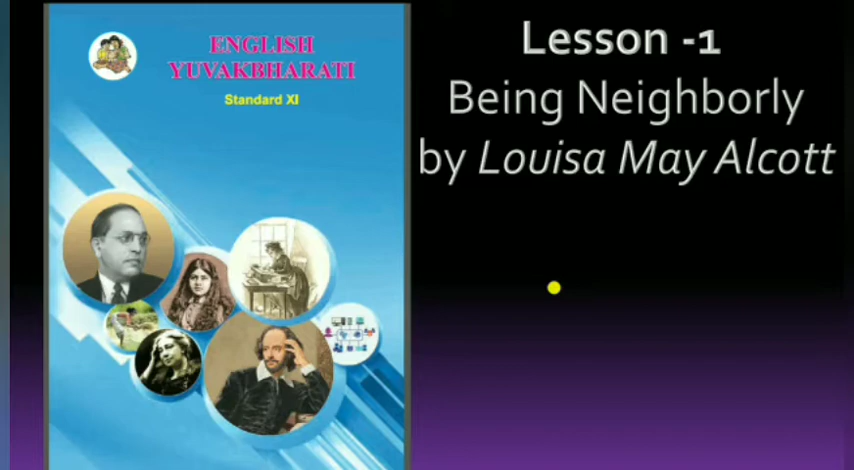 ENGLISH
YUVAKBHARATI
Standard XI
Lesson -1
Being Neighborly
by Louisa May Alcott